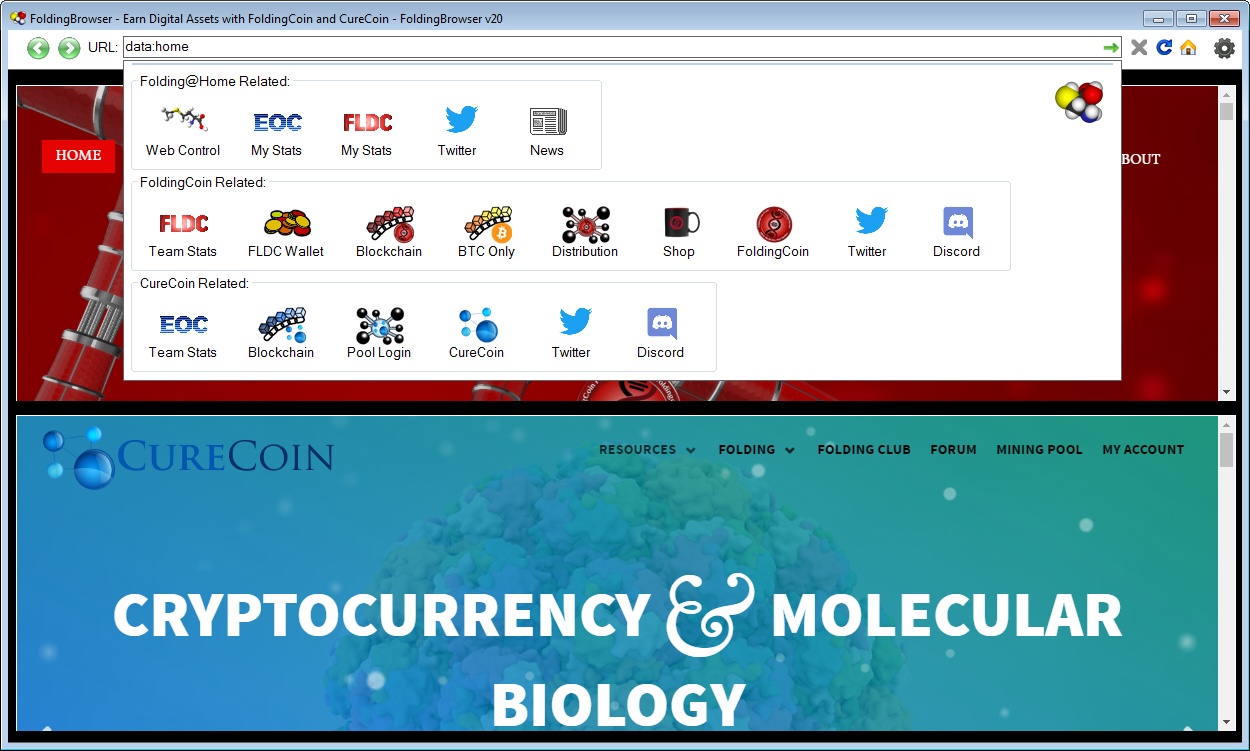 FoldingBrowser - Earn Digital Assets with FoldingCoin and CureCoin - FoldingBrowser v20
URL: data:home
Folding@Home Related:
EOC FLDC
Web Control My Stats My Stats Twitter News
HOME
BOUT
FoldingCoin Related:
FLDC
Team Stats FLDC Wallet Blockchain BTC Only Distribution Shop FoldingCoin Twitter Discord
CureCoin Related:
EOC
Team Stats Blockchain Pool Login CureCoin Twitter Discord
CURECOIN
RESOURCES FOLDING FOLDING CLUB FORUM MINING POOL MY ACCOUNT
CRYPTOCURRENCY & MOLECULAR
BIOLOGY